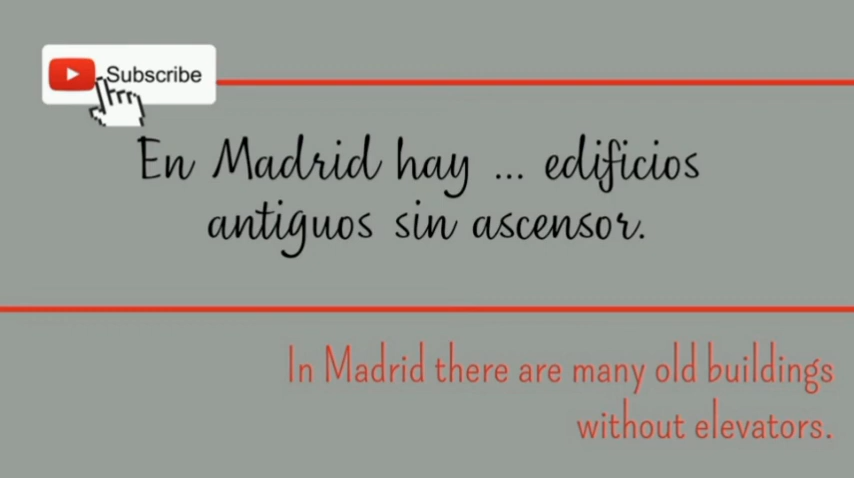 Subscribe
En Madrid hay ... edificios
antiguos sin ascensor.
In Madrid there are many old buildings
without elevators.